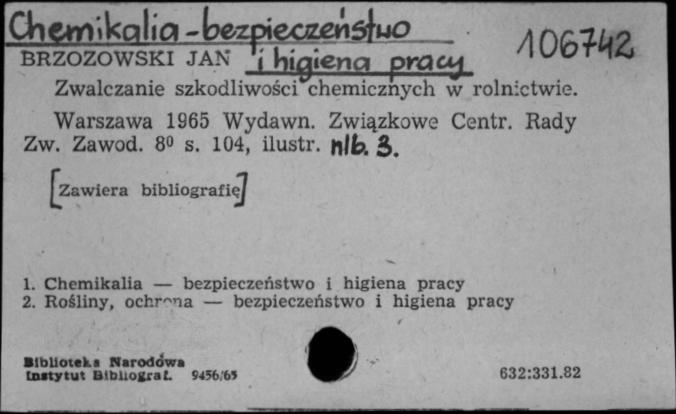 Chemikalia - bezpieczeństwo
i higiena pracy
106742
BRZOZOWSKI JAN
Zwalczanie szkodliwości chemicznych w rolnictwie.
Warszawa 1965 Wydawn. Związkowe Centr. Rady
Zw. Zawod. 8⁰ s. 104, ilustr. nlb. 3.
[Zawiera bibliografię]
1. Chemikalia — bezpieczeństwo i higiena pracy
2. Rośliny, ochrona — bezpieczeństwo i higiena pracy
Biblioteka Narodowa
Instytut Bibliograf. 9456/65
632:331.82